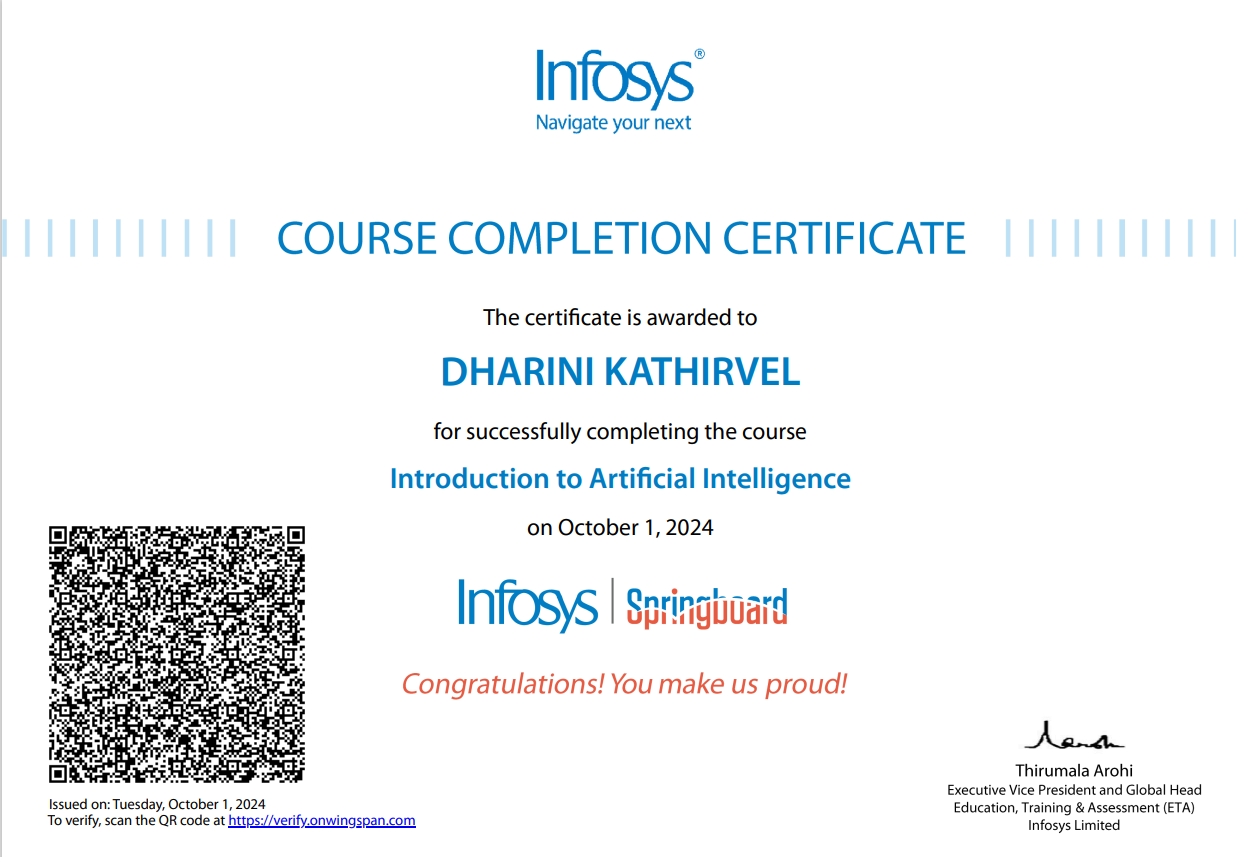 Infosys®
Navigate your next
COURSE COMPLETION CERTIFICATE
The certificate is awarded to
DHARINI KATHIRVEL
for successfully completing the course
Introduction to Artificial Intelligence
on October 1, 2024
Infosys | Springboard
Congratulations! You make us proud!
Issued on: Tuesday, October 1, 2024
To verify, scan the QR code at https://verify.onwingspan.com
Thirumala Arohi
Executive Vice President and Global Head
Education, Training & Assessment (ETA)
Infosys Limited